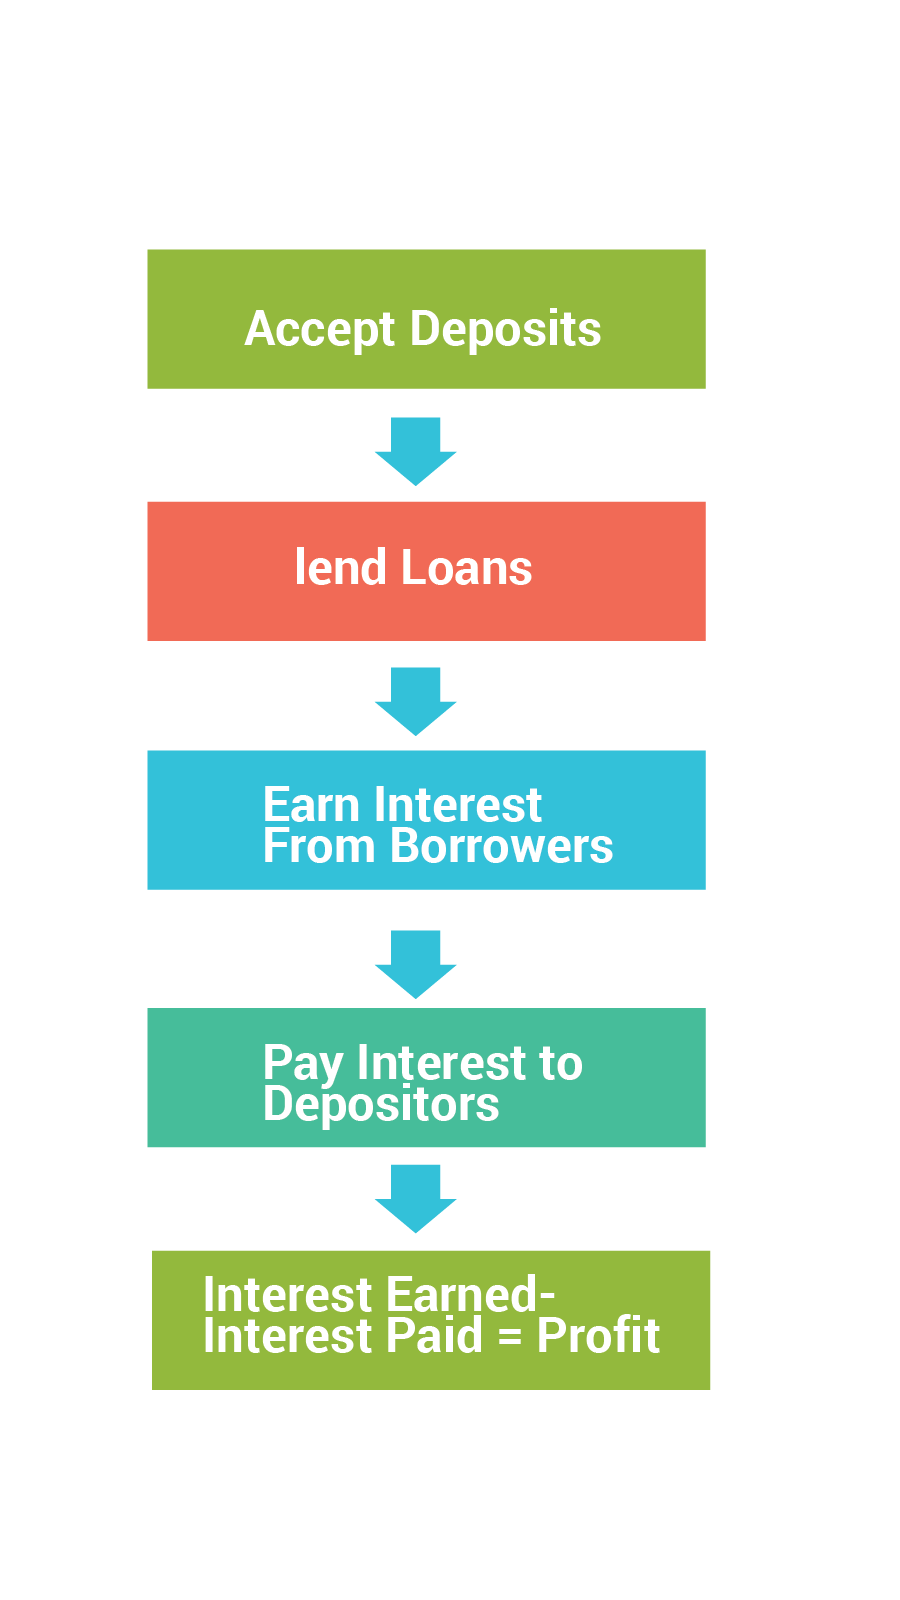 Accept Deposits
lend Loans
Earn Interest
From Borrowers
Pay Interest to
Depositors
Interest Earned-
Interest Paid = Profit